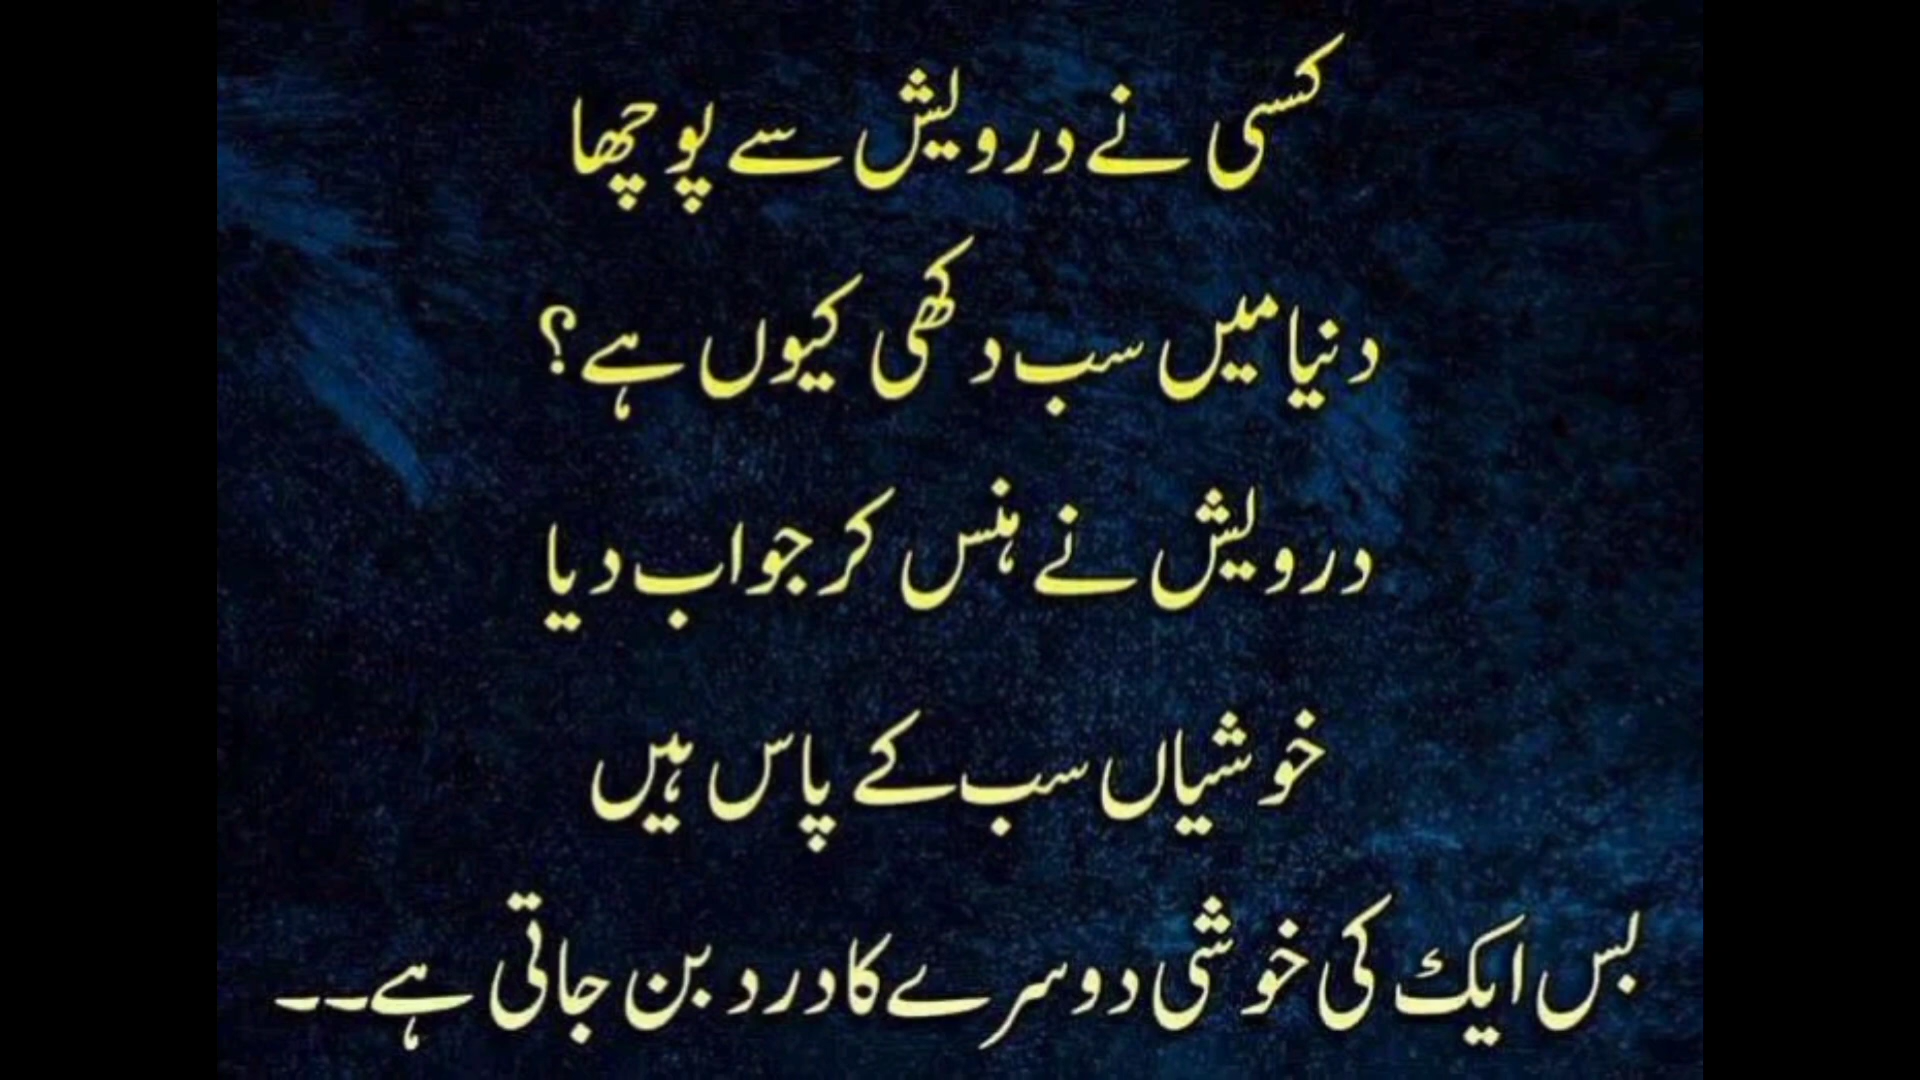 کسی نے درویش سے پوچھا
دنیا میں سب دکھی کیوں ہے؟
درویش نے ہنس کر جواب دیا
خوشیاں سب کے پاس ہیں
بس ایک کی خوشی دوسرے کا درد بن جاتی ہے۔۔